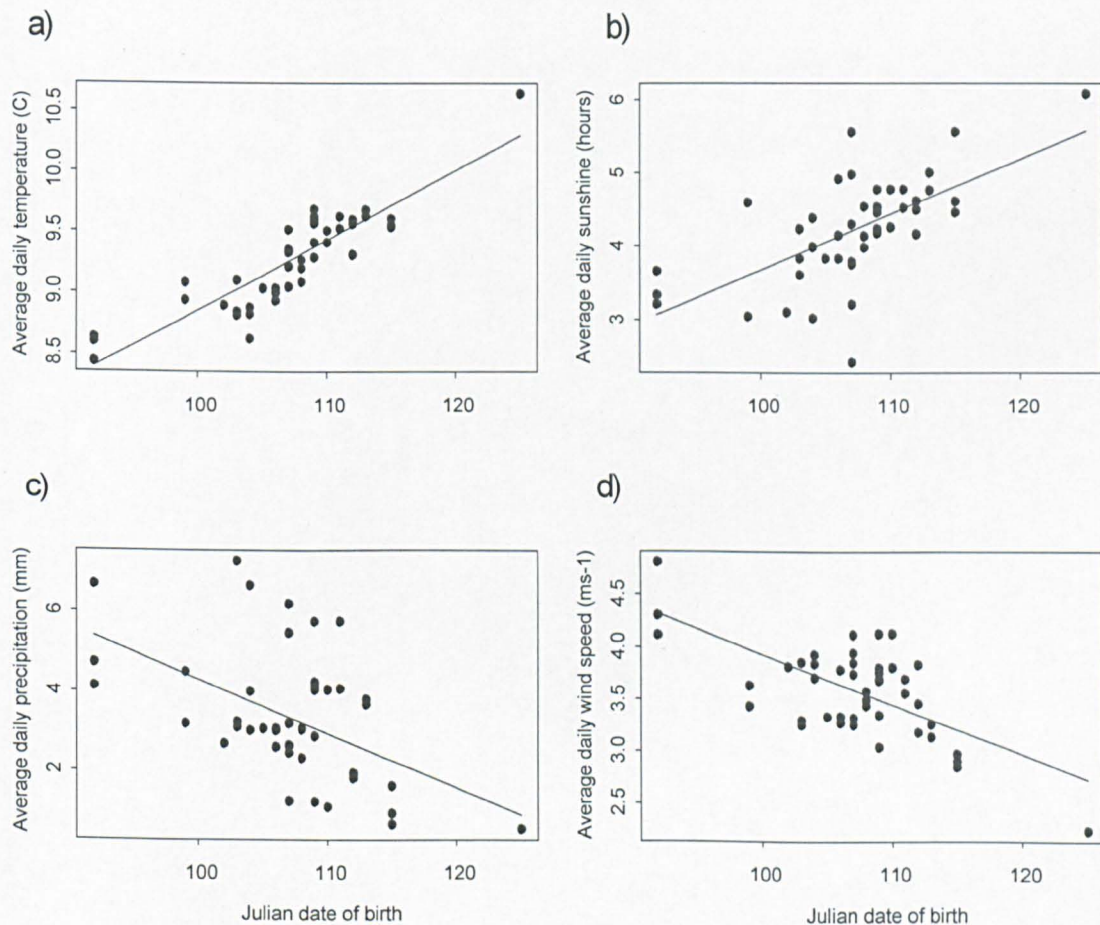 a)
Average daily temperature (C)
10.5
10.0
9.5
9.0
8.5
100
110
120
b)
Average daily sunshine (hours)
6
5
4
3
100
110
120
c)
Average daily precipitation (mm)
6
4
2
100
110
120
Julian date of birth
d)
Average daily wind speed (ms-1)
4.5
4.0
3.5
3.0
2.5
100
110
120
Julian date of birth